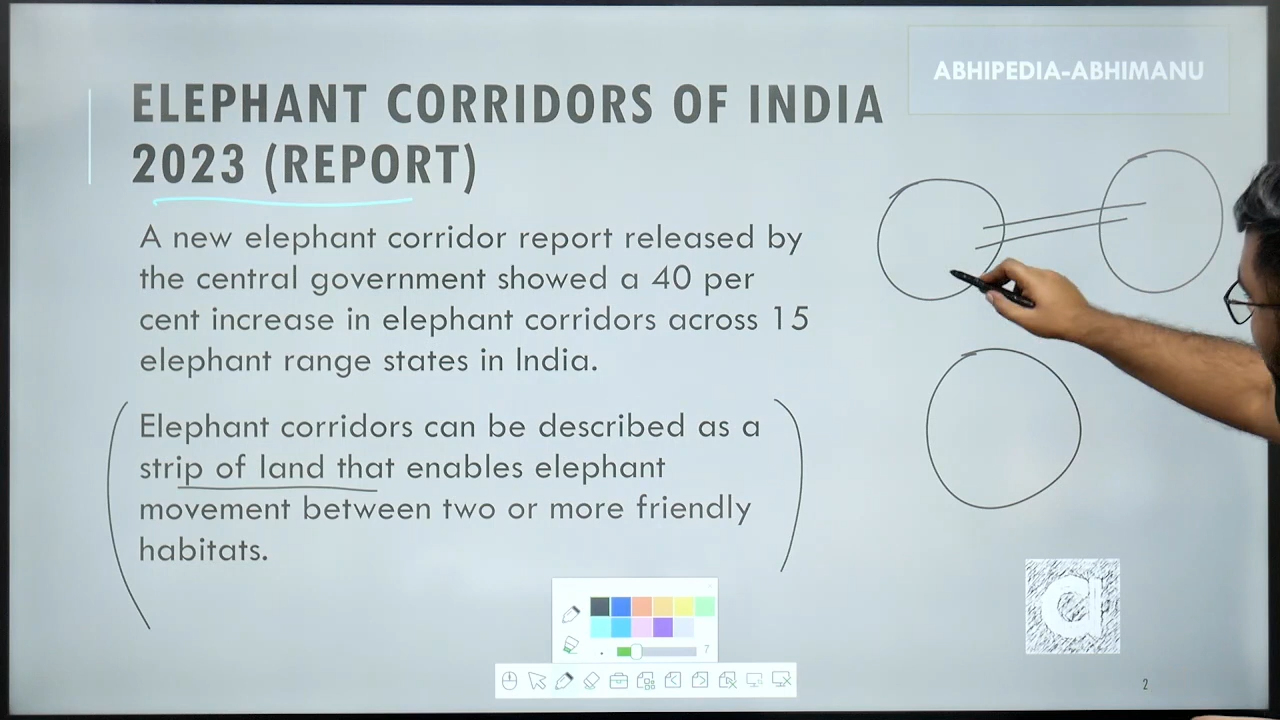 ABHIPEDIA-ABHIMANU
ELEPHANT CORRIDORS OF INDIA
2023 (REPORT)
A new elephant corridor report released by
the central government showed a 40 per
cent increase in elephant corridors across 15
elephant range states in India.
Elephant corridors can be described as a
strip of land that enables elephant
movement between two or more friendly
habitats.
7
a
2